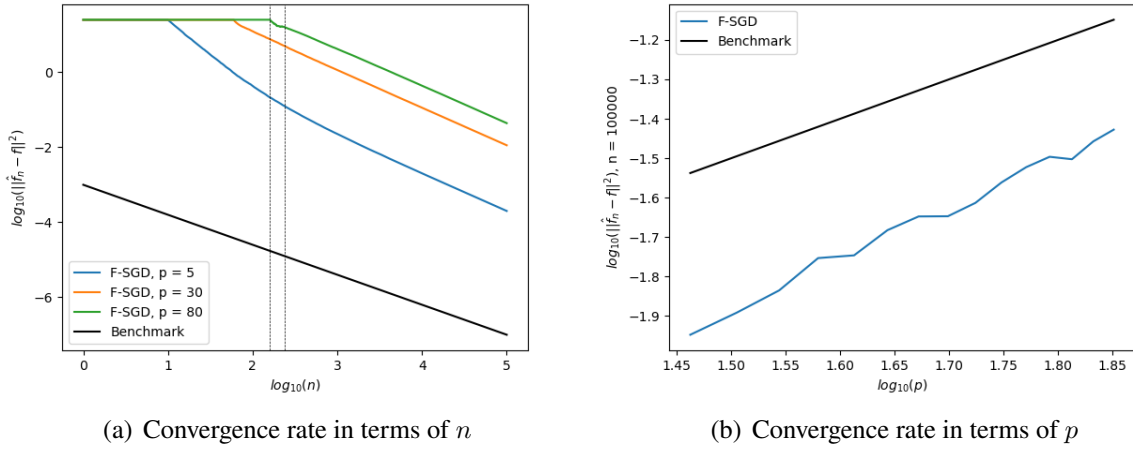 0
−2
−4
−6
log₁₀(||f̂ₙ − f||²)
F-SGD, p = 5
F-SGD, p = 30
F-SGD, p = 80
Benchmark
0 1 2 3 4 5
log₁₀(n)
(a) Convergence rate in terms of n
F-SGD
Benchmark
−1.2
−1.3
−1.4
−1.5
−1.6
−1.7
−1.8
−1.9
log₁₀(||f̂ₙ − f||²), n = 100000
1.45 1.50 1.55 1.60 1.65 1.70 1.75 1.80 1.85
log₁₀(p)
(b) Convergence rate in terms of p